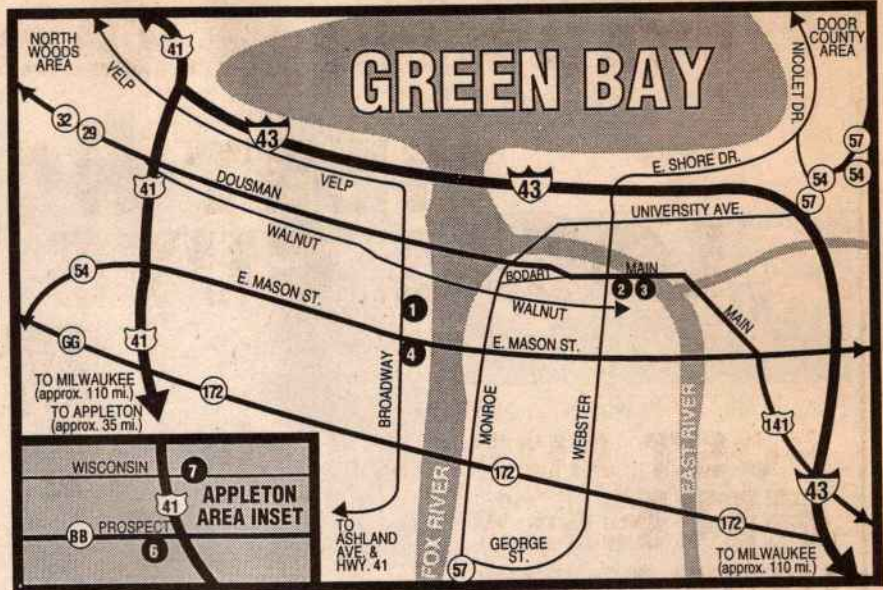 NORTH
WOODS
AREA
41
VELP
GREEN BAY
DOOR
COUNTY
AREA
NICOLET DR.
32
29
43
VELP
43
E. SHORE DR.
57
54
54
57
41
DOUSMAN
UNIVERSITY AVE.
WALNUT
BODART
MAIN
2
3
54
E. MASON ST.
1
WALNUT
MAIN
GG
41
4
E. MASON ST.
TO MILWAUKEE
(approx. 110 mi.)
172
TO APPLETON
(approx. 35 mi.)
BROADWAY
MONROE
WEBSTER
141
EAST RIVER
FOX RIVER
172
43
WISCONSIN
7
41
APPLETON
AREA INSET
BB
PROSPECT
6
TO
ASHLAND
AVE. &
HWY. 41
57
GEORGE
ST.
172
TO MILWAUKEE
(approx. 110 mi.)